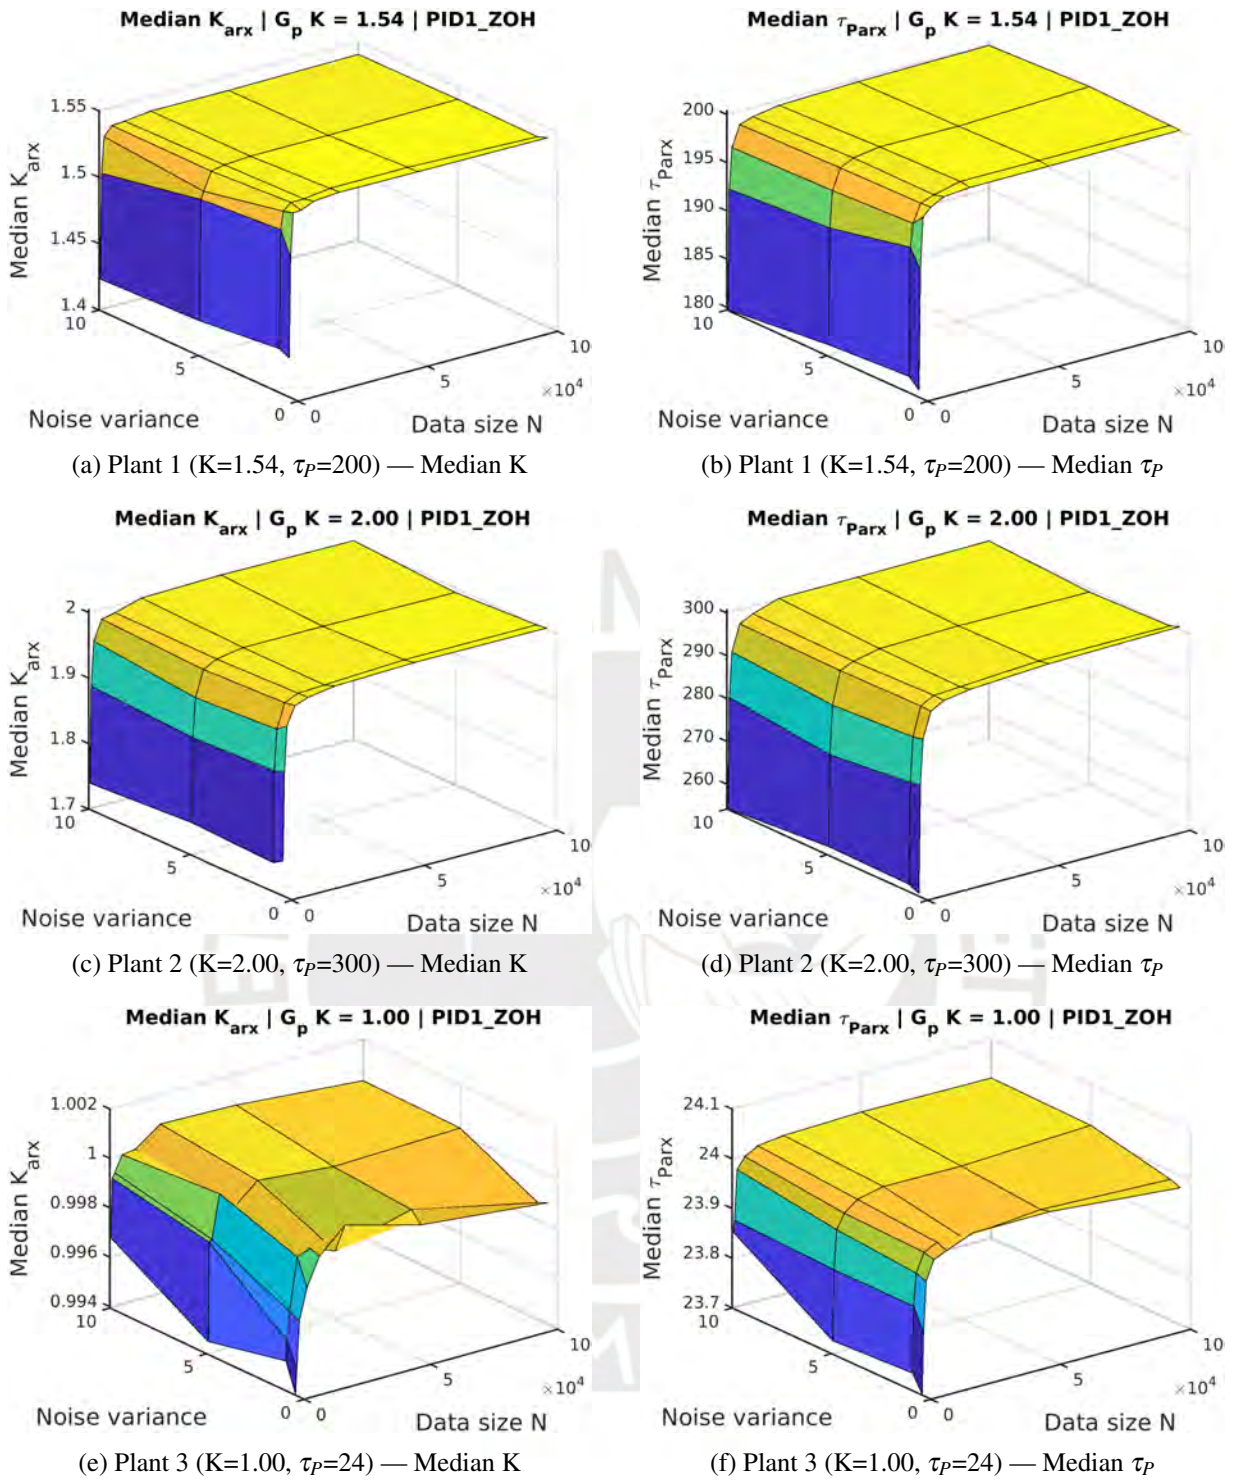 Median K_arx | G_p K = 1.54 | PID1_ZOH
1.55
1.5
1.45
1.4
10
5
0
0
5
10
×10^4
Median K_arx
Noise variance
Data size N
(a) Plant 1 (K=1.54, τ_P=200) — Median K
Median τ_Parx | G_p K = 1.54 | PID1_ZOH
200
195
190
185
180
10
5
0
0
5
10
×10^4
Median τ_Parx
Noise variance
Data size N
(b) Plant 1 (K=1.54, τ_P=200) — Median τ_P
Median K_arx | G_p K = 2.00 | PID1_ZOH
2
1.9
1.8
1.7
10
5
0
0
5
10
×10^4
Median K_arx
Noise variance
Data size N
(c) Plant 2 (K=2.00, τ_P=300) — Median K
Median τ_Parx | G_p K = 2.00 | PID1_ZOH
300
290
280
270
260
10
5
0
0
5
10
×10^4
Median τ_Parx
Noise variance
Data size N
(d) Plant 2 (K=2.00, τ_P=300) — Median τ_P
Median K_arx | G_p K = 1.00 | PID1_ZOH
1.002
1
0.998
0.996
0.994
10
5
0
0
5
10
×10^4
Median K_arx
Noise variance
Data size N
(e) Plant 3 (K=1.00, τ_P=24) — Median K
Median τ_Parx | G_p K = 1.00 | PID1_ZOH
24.1
24
23.9
23.8
23.7
10
5
0
0
5
10
×10^4
Median τ_Parx
Noise variance
Data size N
(f) Plant 3 (K=1.00, τ_P=24) — Median τ_P